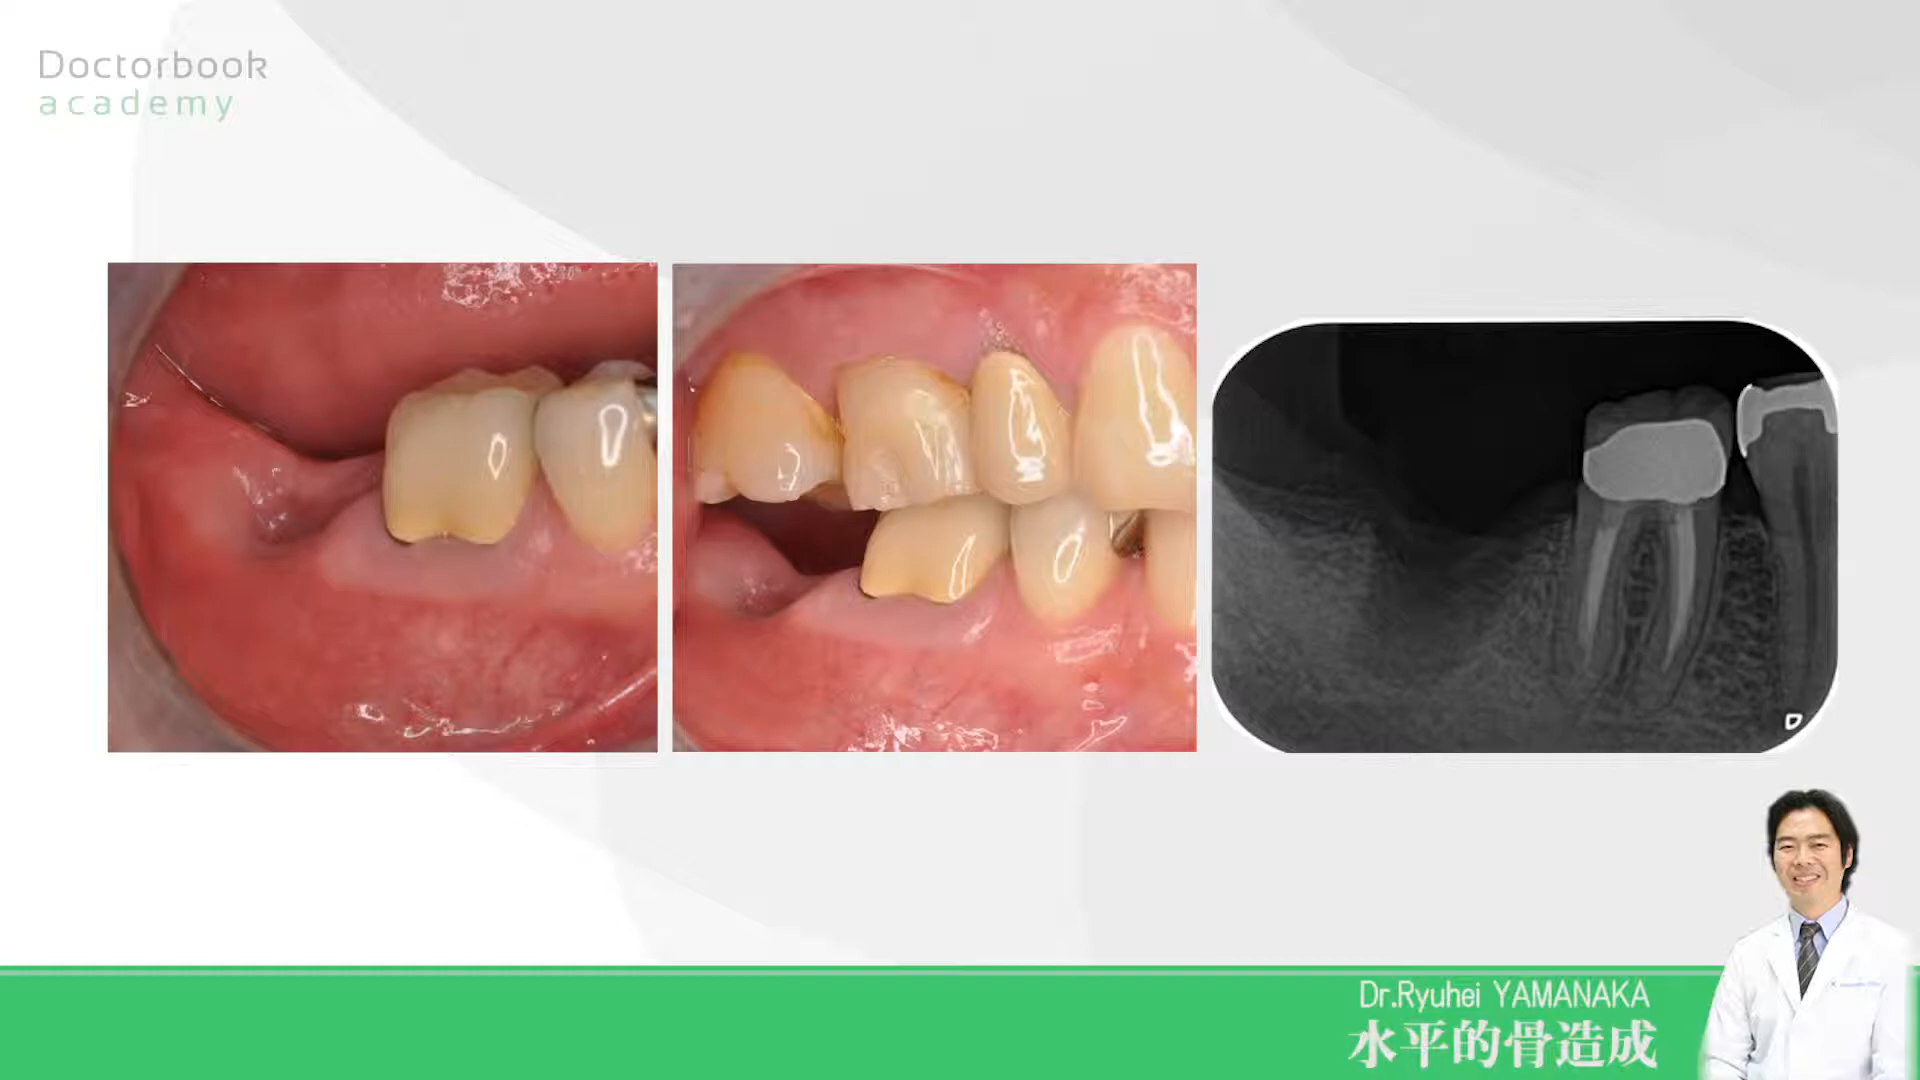 Doctorbook
academy
D
Dr.Ryuhei YAMANAKA
水平的骨造成